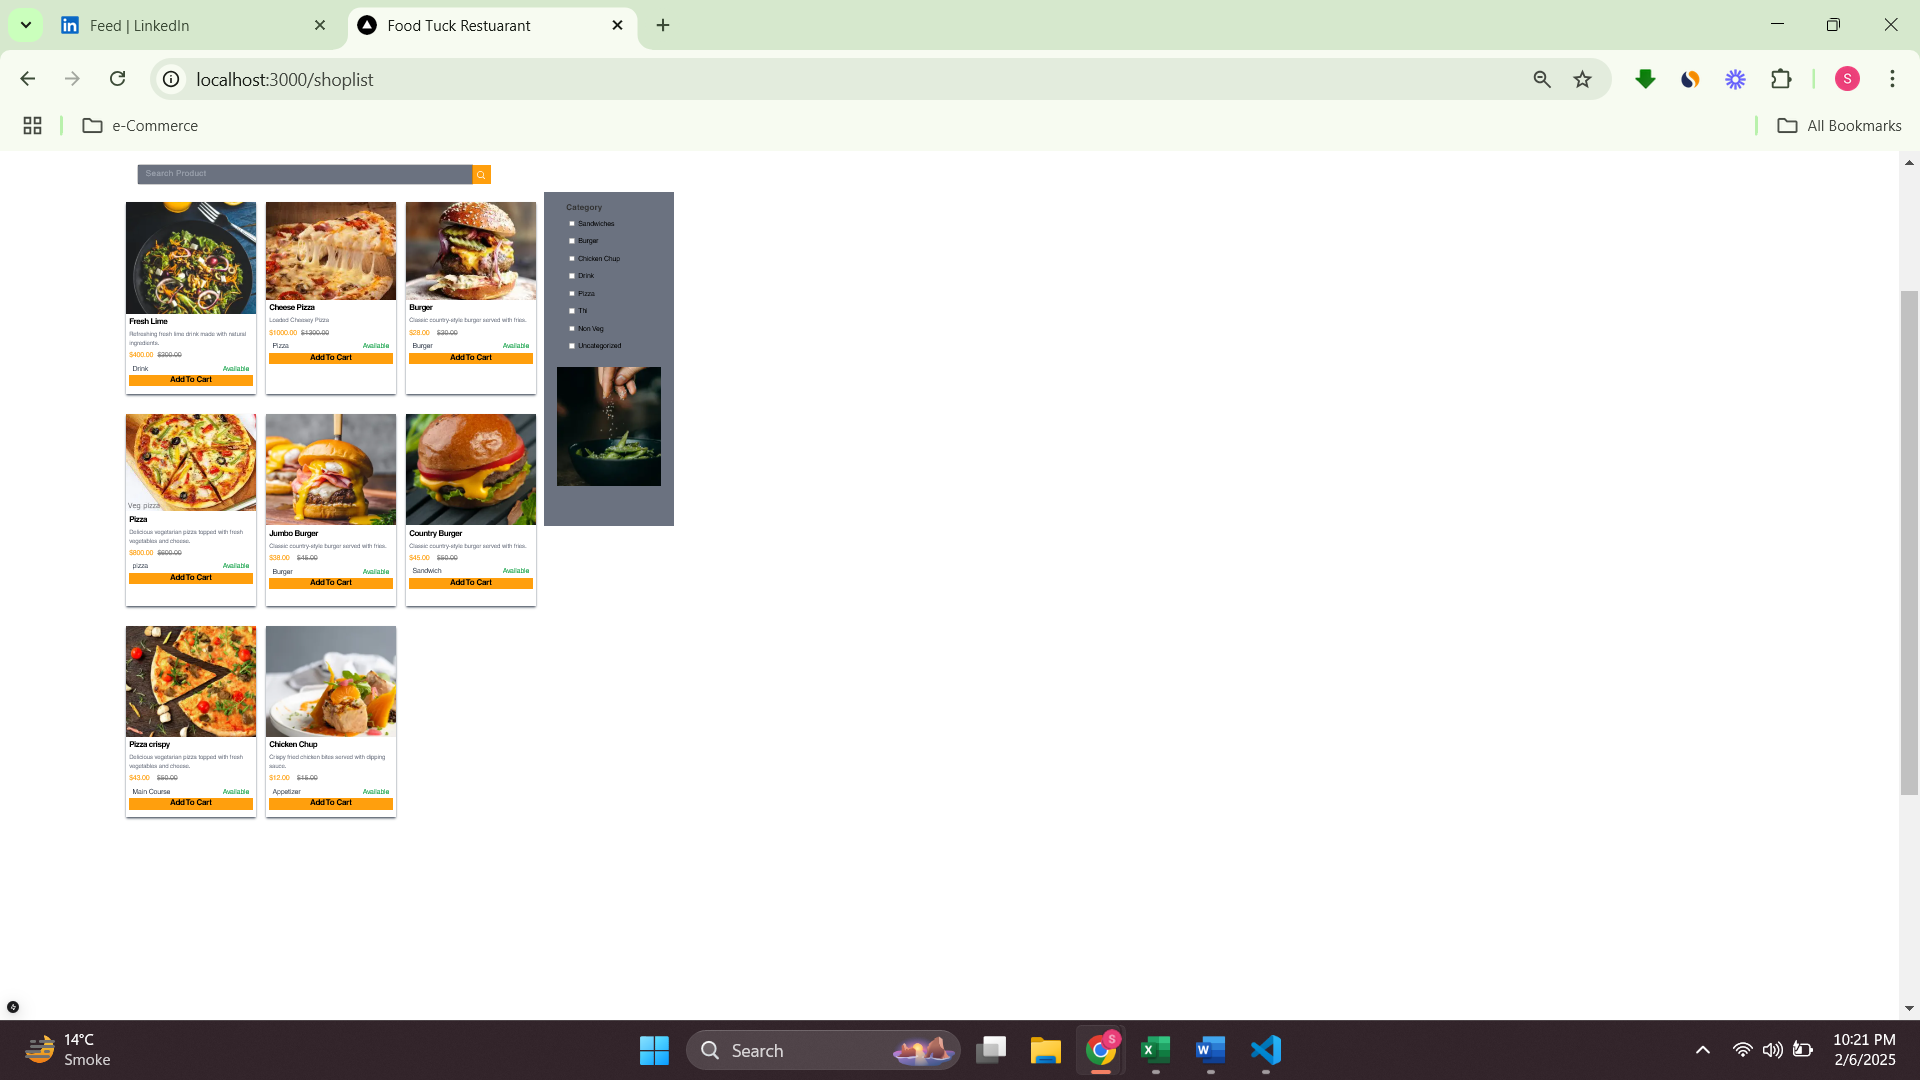 Feed | LinkedIn
Food Tuck Restuarant
localhost:3000/shoplist
S
e-Commerce
All Bookmarks
Search Product
Fresh Lime
Refreshing fresh lime drink made with natural
ingredients.
$400.00 $200.00
Drink Available
Add To Cart
Cheese Pizza
Loaded Cheesey Pizza
$1000.00 $1300.00
Pizza Available
Add To Cart
Burger
Classic country-style burger served with fries.
$28.00 $30.00
Burger Available
Add To Cart
Category
Sandwiches
Burger
Chicken Chup
Drink
Pizza
Thi
Non Veg
Uncategorized
Veg pizza
Pizza
Delicious vegetarian pizza topped with fresh
vegetables and cheese.
$800.00 $600.00
pizza Available
Add To Cart
Jumbo Burger
Classic country-style burger served with fries.
$45.00
Burger Available
Add To Cart
Country Burger
Classic country-style burger served with fries.
$45.00 $50.00
Sandwich Available
Add To Cart
Pizza crispy
Delicious vegetarian pizza topped with fresh
vegetables and cheese.
$43.00 $50.00
Main Course Available
Add To Cart
Chicken Chup
Crispy fried chicken bites served with dipping
sauce.
$12.00 $15.00
Appetizer Available
Add To Cart
14°C
Smoke
Search
S
10:21 PM
2/6/2025